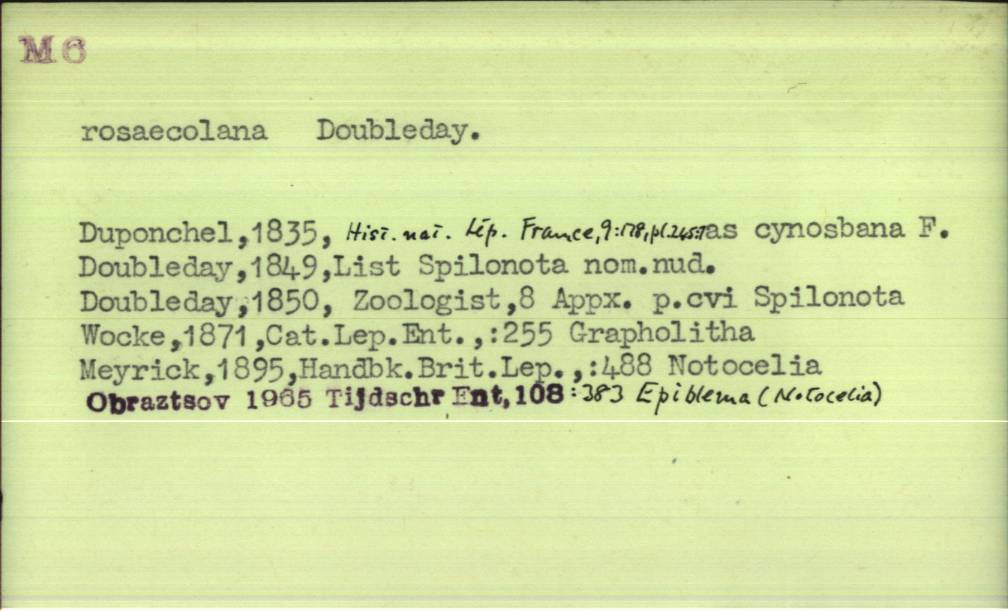 M6
rosaecolana Doubleday.
Duponchel,1835, Hist. nat. Lép. France,9:178,pl. as cynosbana F.
Doubleday,1849,List Spilonota nom.nud.
Doubleday,1850, Zoologist,8 Appx. p.cvi Spilonota
Wocke,1871,Cat.Lep.Ent.,:255 Grapholitha
Meyrick,1895,Handbk.Brit.Lep.,:488 Notocelia
Obraztsov 1965 Tijdschr Ent,108:383 Epiblema (Notocelia)